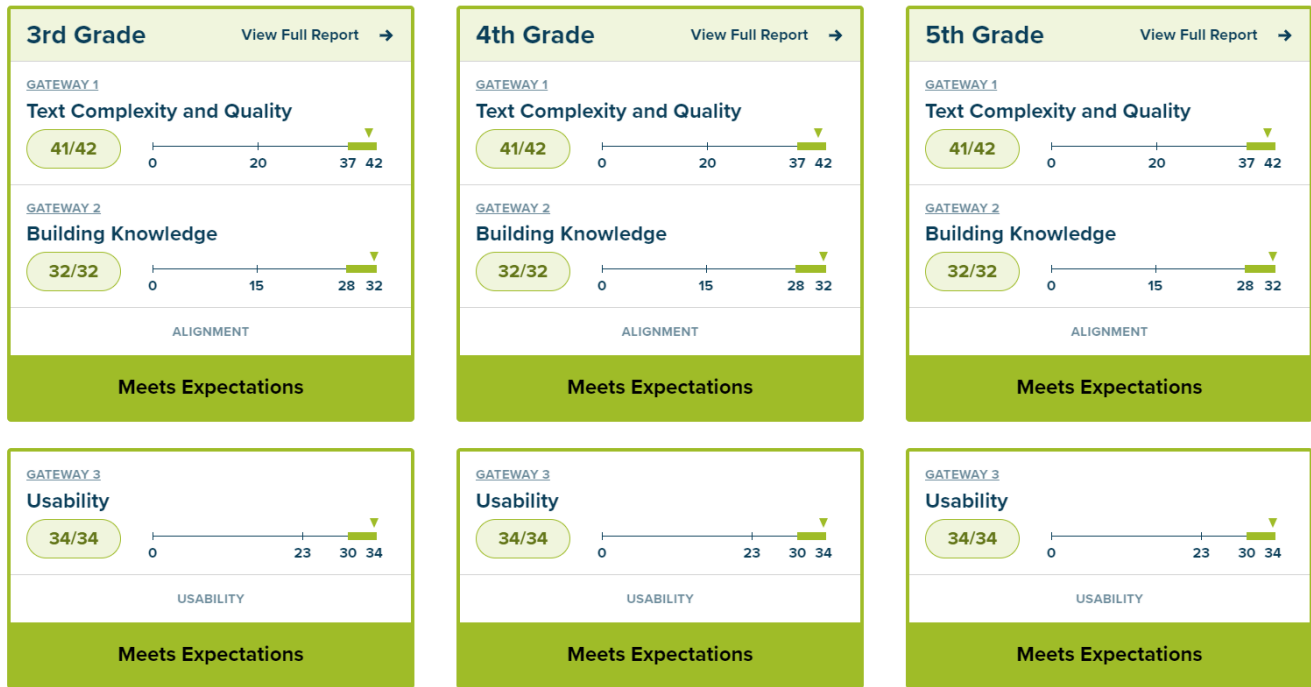 3rd Grade View Full Report →
GATEWAY 1
Text Complexity and Quality
41/42
0 20 37 42
GATEWAY 2
Building Knowledge
32/32
0 15 28 32
ALIGNMENT
Meets Expectations
GATEWAY 3
Usability
34/34
0 23 30 34
USABILITY
Meets Expectations
4th Grade View Full Report →
GATEWAY 1
Text Complexity and Quality
41/42
0 20 37 42
GATEWAY 2
Building Knowledge
32/32
0 15 28 32
ALIGNMENT
Meets Expectations
GATEWAY 3
Usability
34/34
0 23 30 34
USABILITY
Meets Expectations
5th Grade View Full Report →
GATEWAY 1
Text Complexity and Quality
41/42
0 20 37 42
GATEWAY 2
Building Knowledge
32/32
0 15 28 32
ALIGNMENT
Meets Expectations
GATEWAY 3
Usability
34/34
0 23 30 34
USABILITY
Meets Expectations